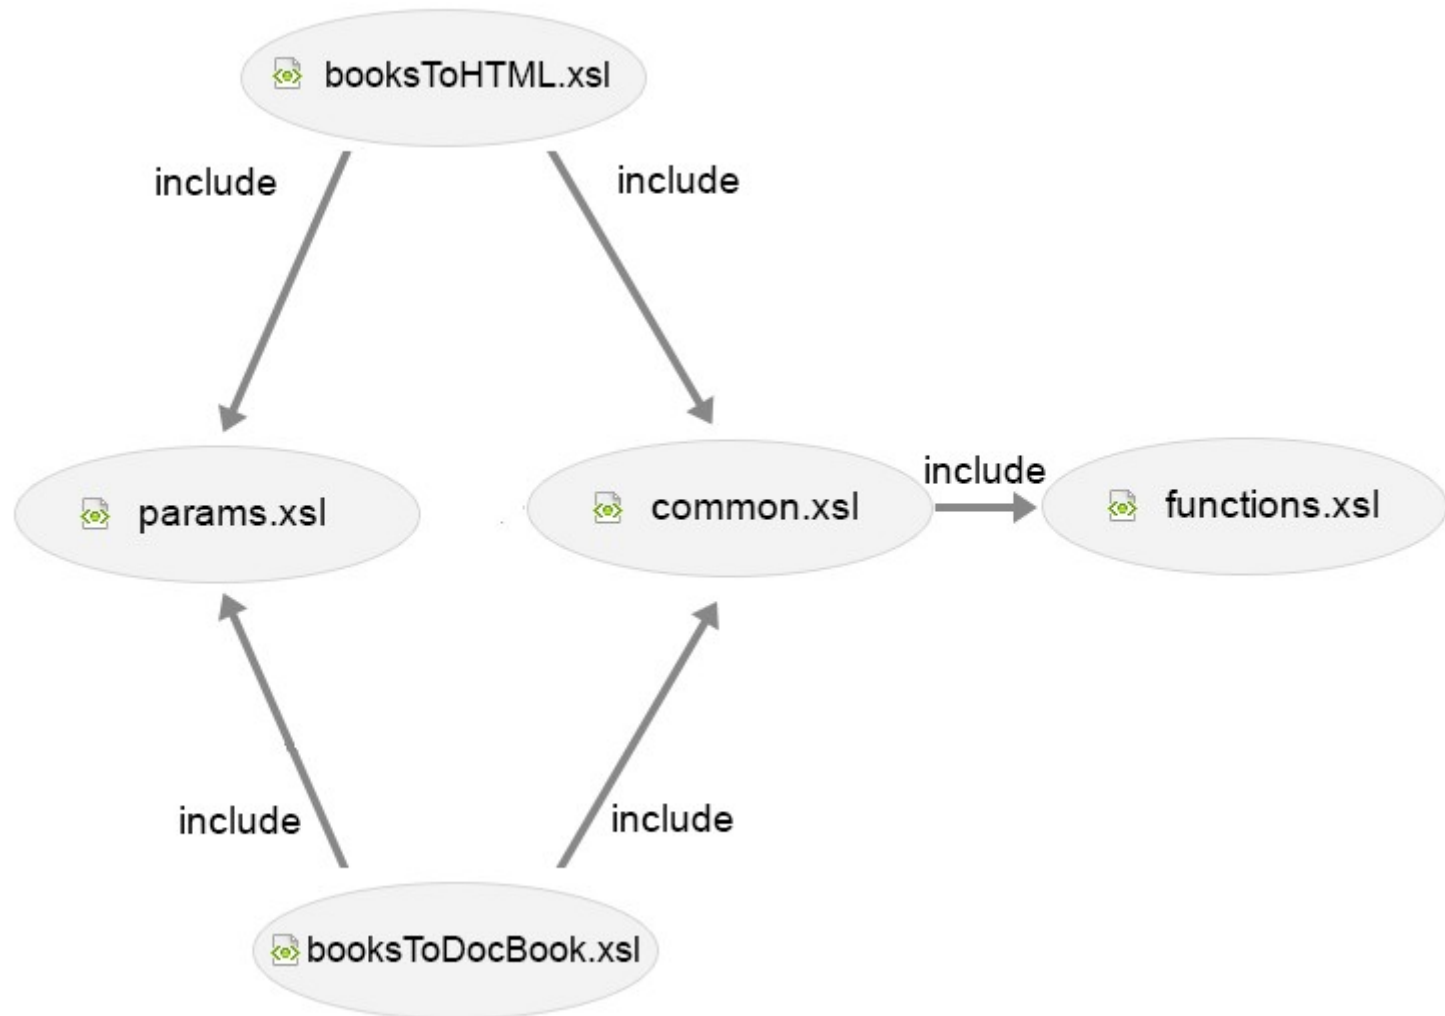 booksToHTML.xsl
include
include
params.xsl
common.xsl
include
functions.xsl
include
include
booksToDocBook.xsl